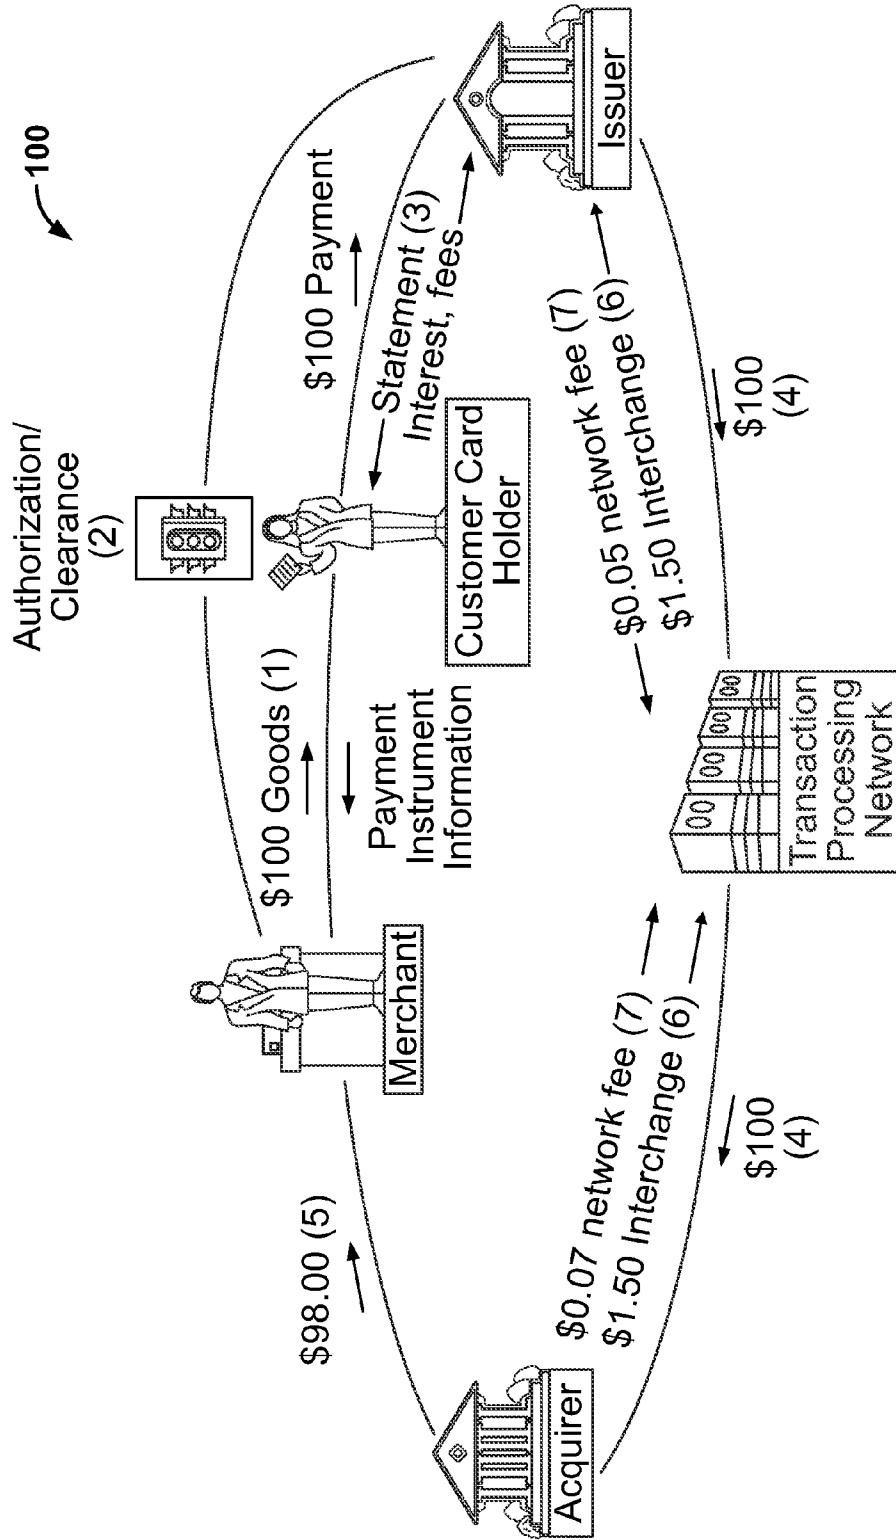 100
Authorization/
Clearance
(2)
$100 Goods (1)
Payment
Instrument
Information
$100 Payment
Statement (3)
Interest, fees
Merchant
Customer Card
Holder
Issuer
$98.00 (5)
Acquirer
$0.07 network fee (7)
$1.50 Interchange (6)
$100
(4)
Transaction
Processing
Network
$0.05 network fee (7)
$1.50 Interchange (6)
$100
(4)